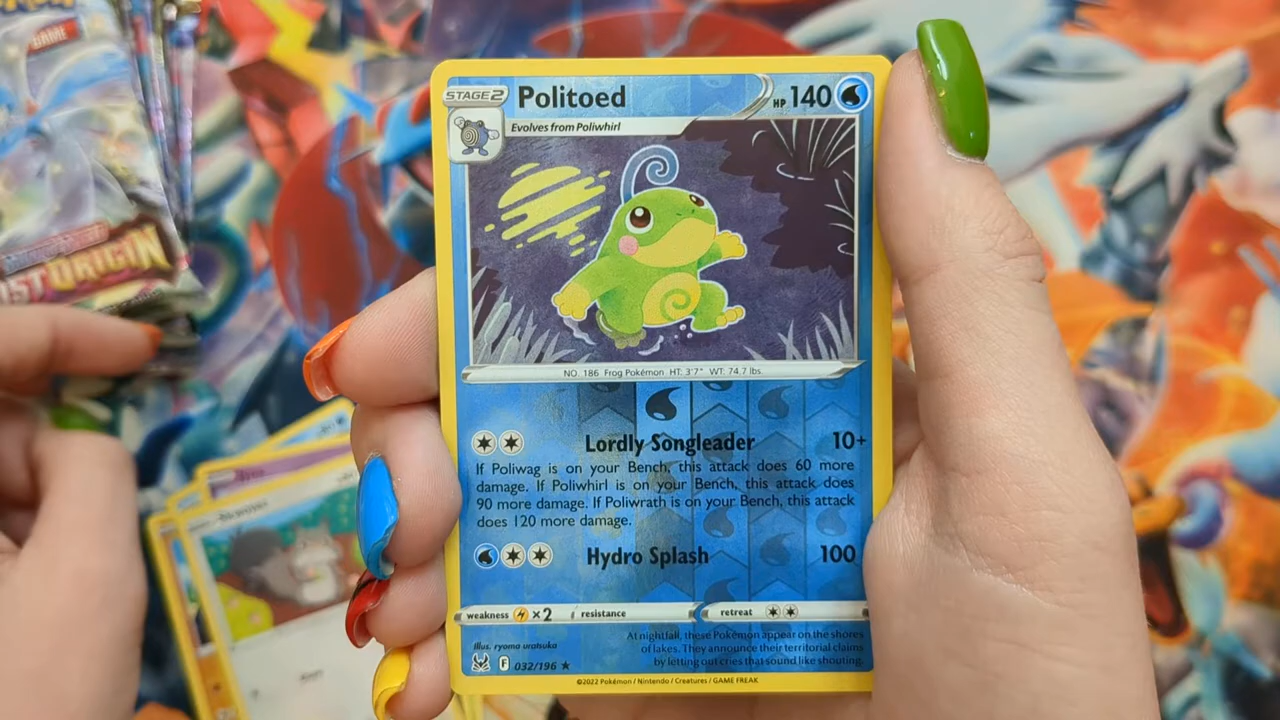 GAME
ST ORIGIN
STAGE2
Politoed
HP 140
Evolves from Poliwhirl
NO. 186 Frog Pokémon HT: 3'7" WT: 74.7 lbs.
Lordly Songleader 10+
If Poliwag is on your Bench, this attack does 60 more
damage. If Poliwhirl is on your Bench, this attack does
90 more damage. If Poliwrath is on your Bench, this attack
does 120 more damage.
Hydro Splash 100
weakness ×2 resistance retreat
Illus. ryoma uratsuka
At nightfall, these Pokémon appear on the shores
of lakes. They announce their territorial claims
by letting out cries that sound like shouting.
F 032/196 ★
©2022 Pokémon / Nintendo / Creatures / GAME FREAK